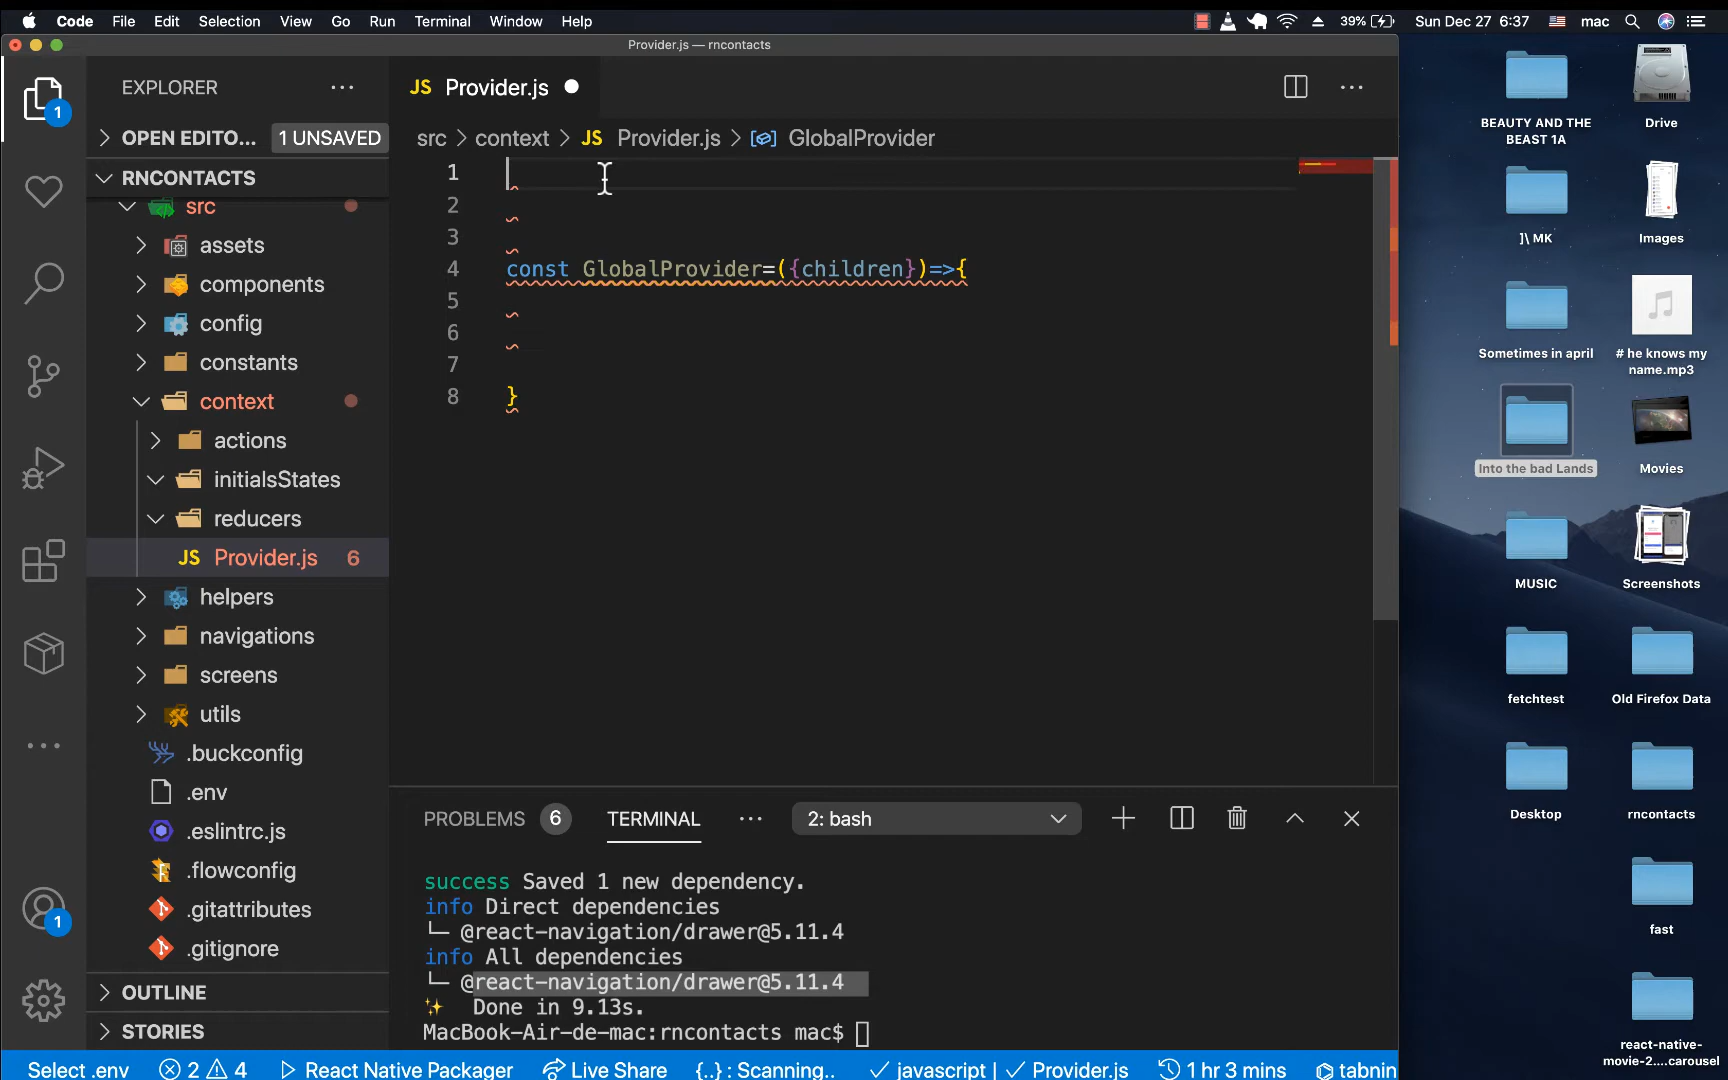 Code File Edit Selection View Go Run Terminal Window Help 39% Sun Dec 27 6:37 mac
Provider.js — rncontacts
EXPLORER ...
JS Provider.js
OPEN EDITO... 1 UNSAVED
RNCONTACTS
src
assets
components
config
constants
context
actions
initialsStates
reducers
JS Provider.js 6
helpers
navigations
screens
utils
.buckconfig
.env
.eslintrc.js
.flowconfig
.gitattributes
.gitignore
OUTLINE
STORIES
1
1
src > context > JS Provider.js > GlobalProvider
1
2
3
4 const GlobalProvider=({children})=>{
5
6
7
8 }
PROBLEMS 6 TERMINAL ... 2: bash
success Saved 1 new dependency.
info Direct dependencies
└─ @react-navigation/drawer@5.11.4
info All dependencies
└─ @react-navigation/drawer@5.11.4
✨ Done in 9.13s.
MacBook-Air-de-mac:rncontacts mac$
Select .env 2 4 React Native Packager Live Share {..} : Scanning.. javascript | Provider.js 1 hr 3 mins tabnin
BEAUTY AND THE BEAST 1A
Drive
]\ MK
Images
Sometimes in april
# he knows my name.mp3
Into the bad Lands
Movies
MUSIC
Screenshots
fetchtest
Old Firefox Data
Desktop
rncontacts
fast
react-native-movie-2....carousel